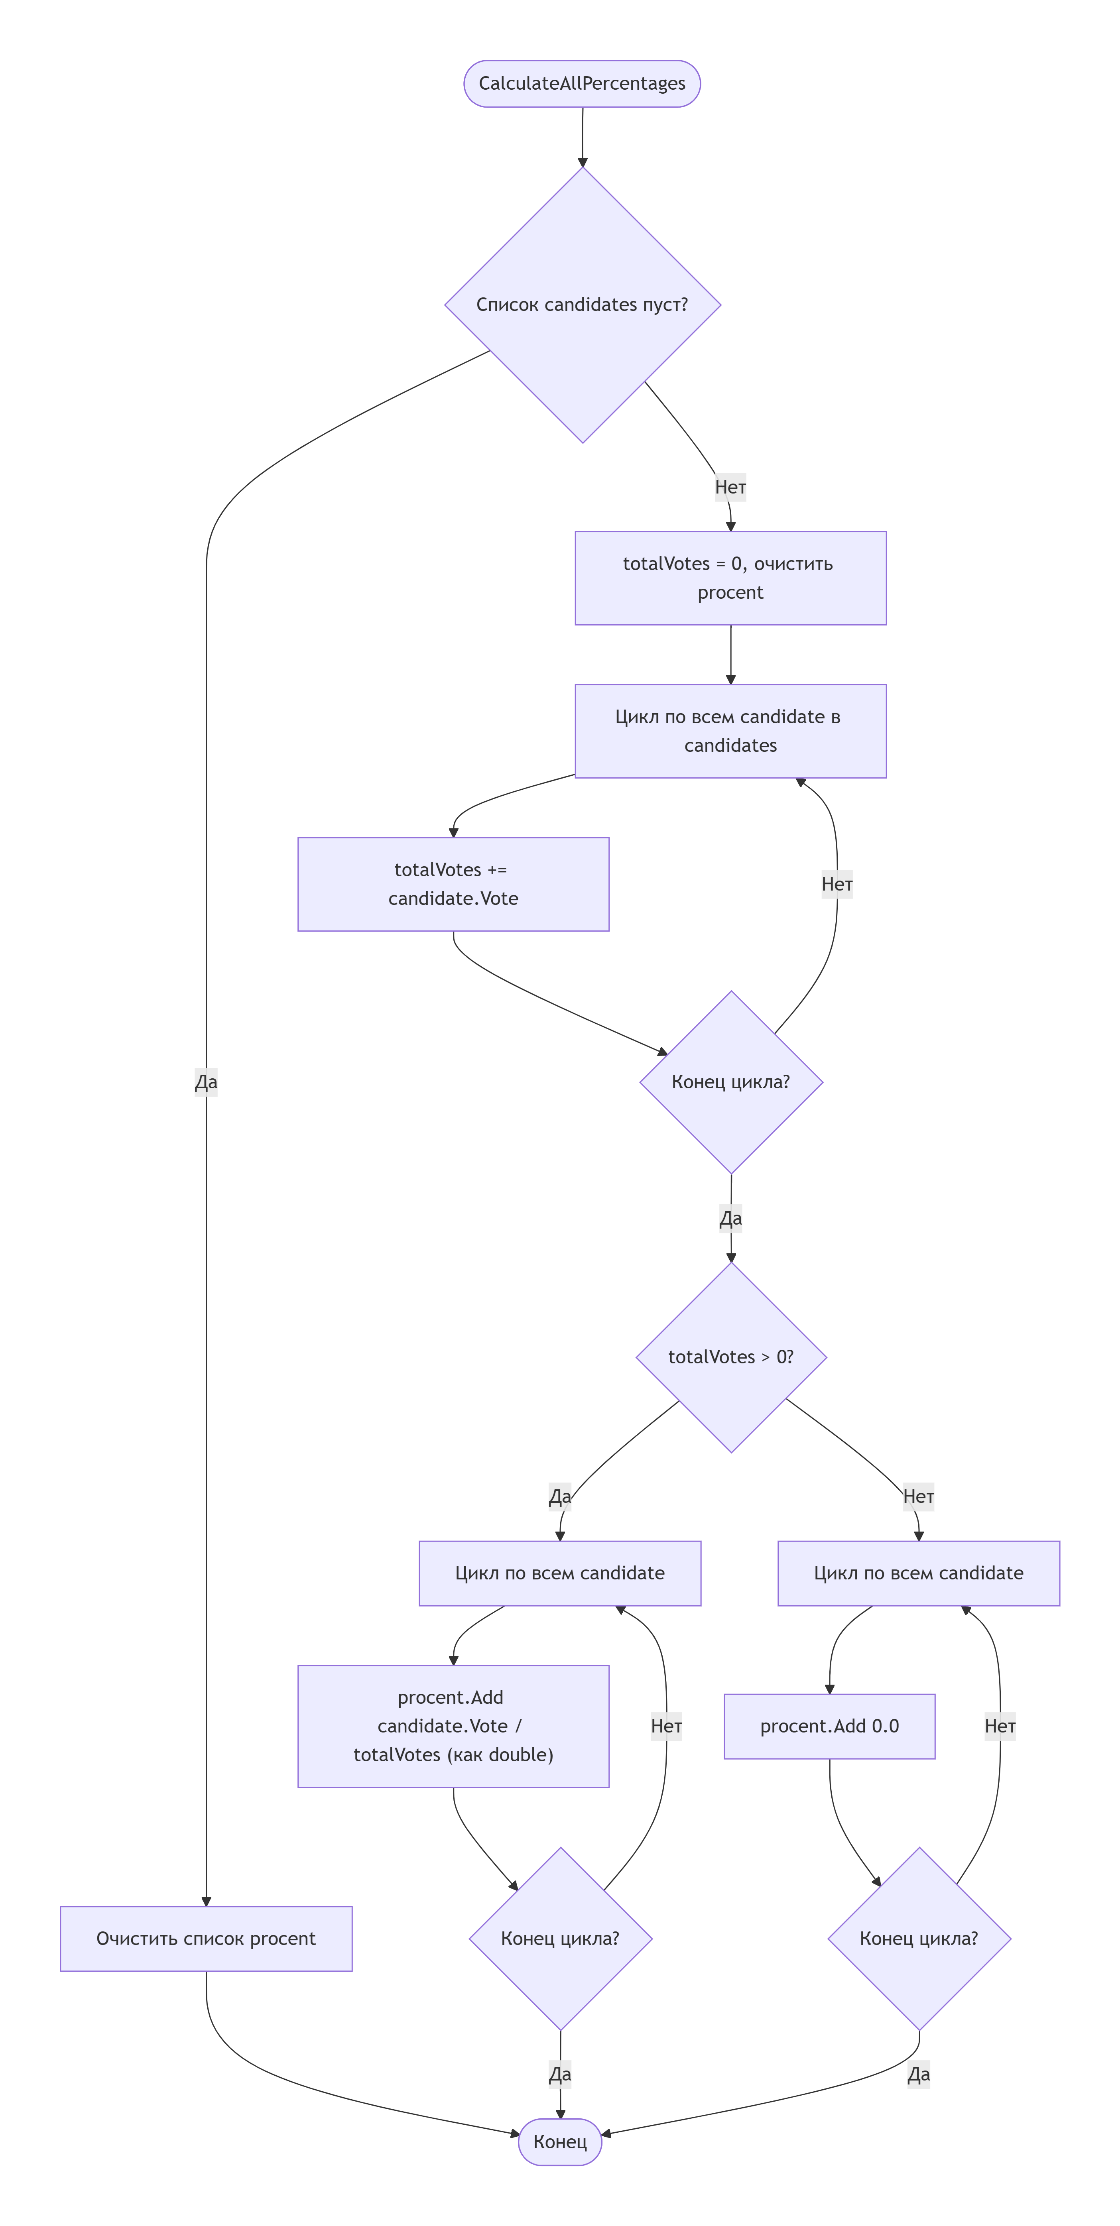 CalculateAllPercentages
Список candidates пуст?
Нет
totalVotes = 0, очистить
procent
Цикл по всем candidate в
candidates
totalVotes +=
candidate.Vote
Нет
Конец цикла?
Да
Да
totalVotes > 0?
Да
Нет
Цикл по всем candidate
Цикл по всем candidate
procent.Add
candidate.Vote /
totalVotes (как double)
Нет
procent.Add 0.0
Нет
Очистить список procent
Конец цикла?
Конец цикла?
Да
Да
Конец